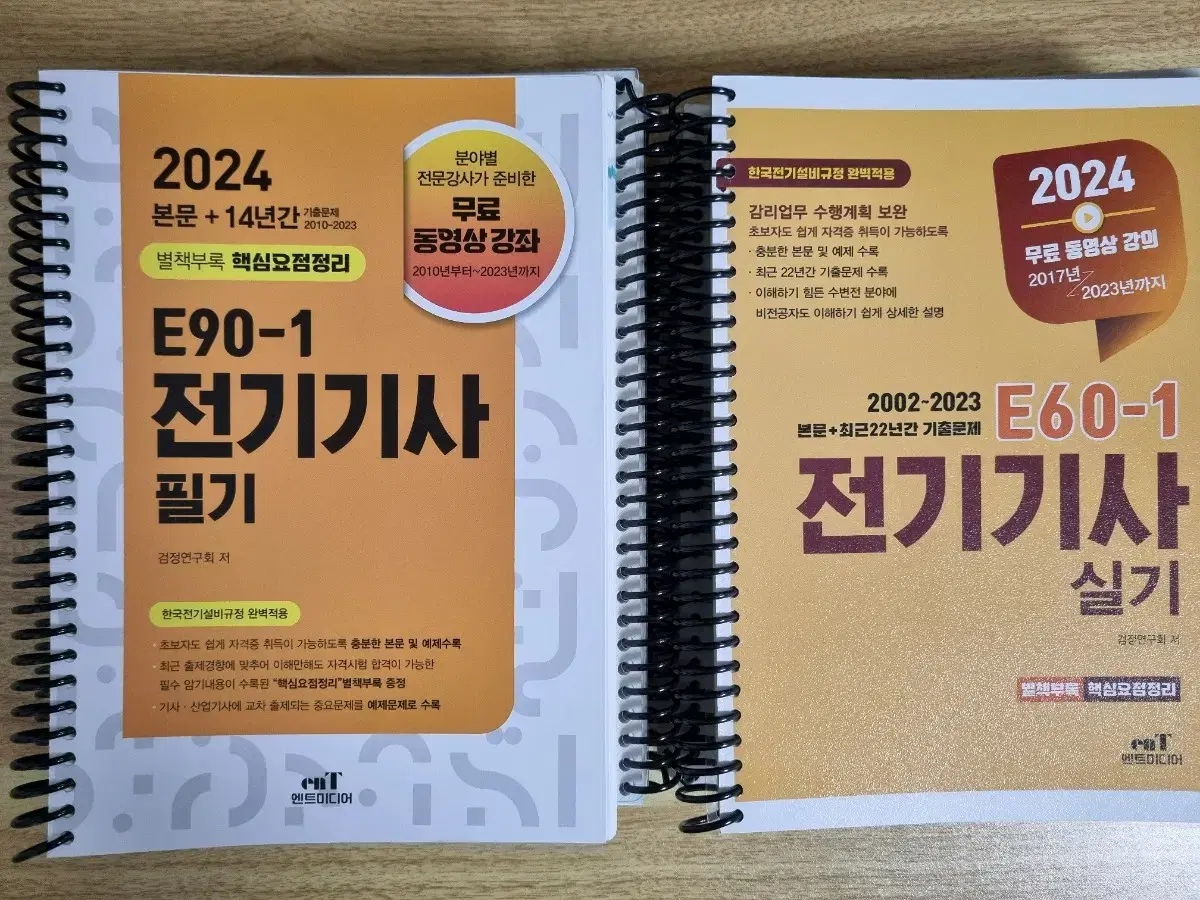 2024
본문 + 14년간 기출문제 2010~2023
별책부록 핵심요점정리
분야별
전문강사가 준비한
무료
동영상 강좌
2010년부터~2023년까지
E90-1
전기기사
필기
검정연구회 저
한국전기설비규정 완벽적용
· 초보자도 쉽게 자격증 취득이 가능하도록 충분한 본문 및 예제수록
· 최근 출제경향에 맞추어 이해만해도 자격시험 합격이 가능한
필수 암기내용이 수록된 "핵심요점정리"별책부록 증정
· 기사 · 산업기사에 교차 출제되는 중요문제를 예제문제로 수록
enT
엔트미디어
한국전기설비규정 완벽적용
감리업무 수행계획 보완
초보자도 쉽게 자격증 취득이 가능하도록
· 충분한 본문 및 예제 수록
· 최근 22년간 기출문제 수록
· 이해하기 힘든 수변전 분야에
비전공자도 이해하기 쉽게 상세한 설명
2024
무료 동영상 강의
2017년~2023년까지
2002~2023
본문+최근22년간 기출문제
E60-1
전기기사
실기
검정연구회 저
별책부록 핵심요점정리
enT
엔트미디어